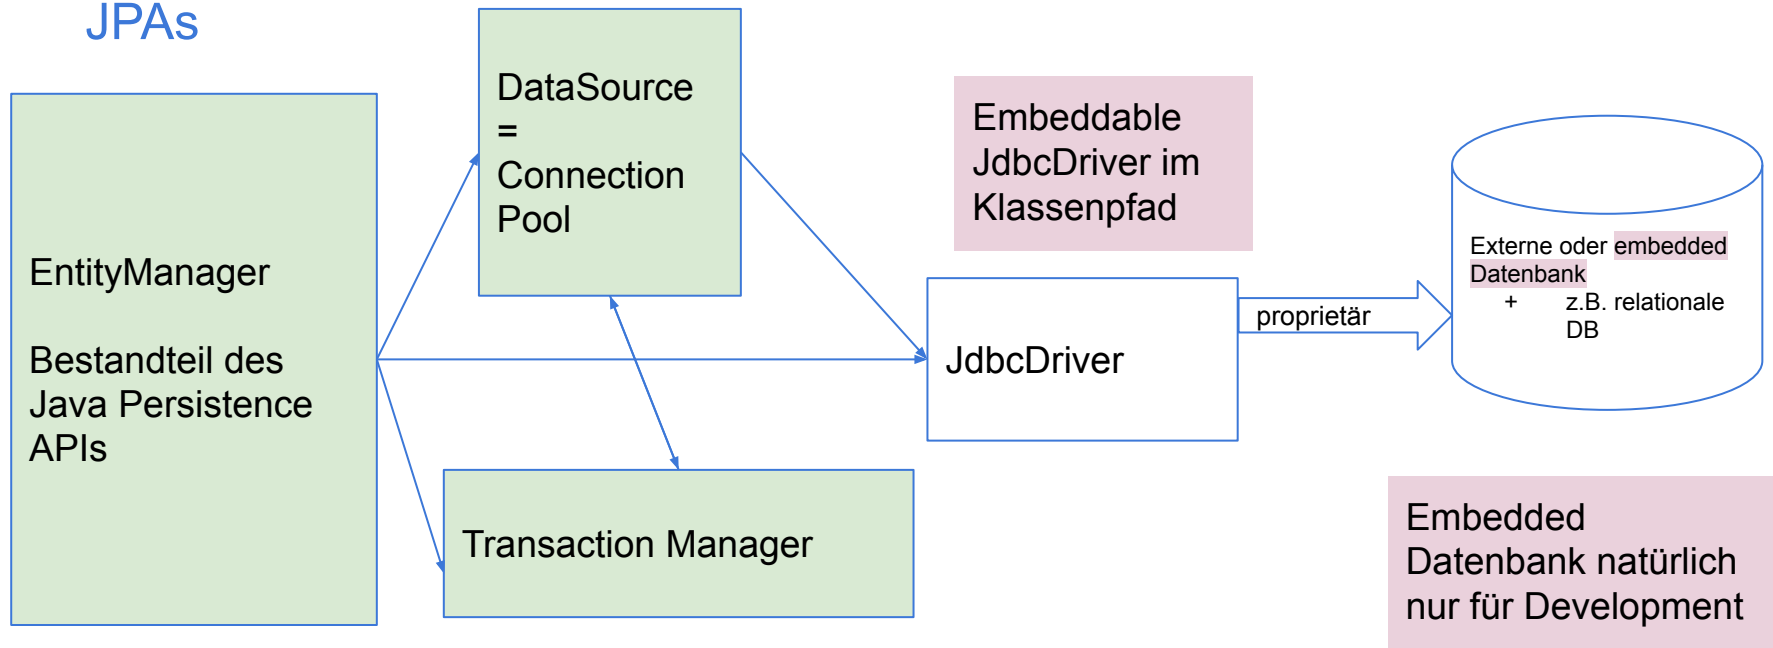 JPAs
DataSource
=
Connection
Pool
EntityManager
Bestandteil des
Java Persistence
APIs
Transaction Manager
Embeddable
JdbcDriver im
Klassenpfad
JdbcDriver
proprietär
Externe oder embedded
Datenbank
+ z.B. relationale
DB
Embedded
Datenbank natürlich
nur für Development